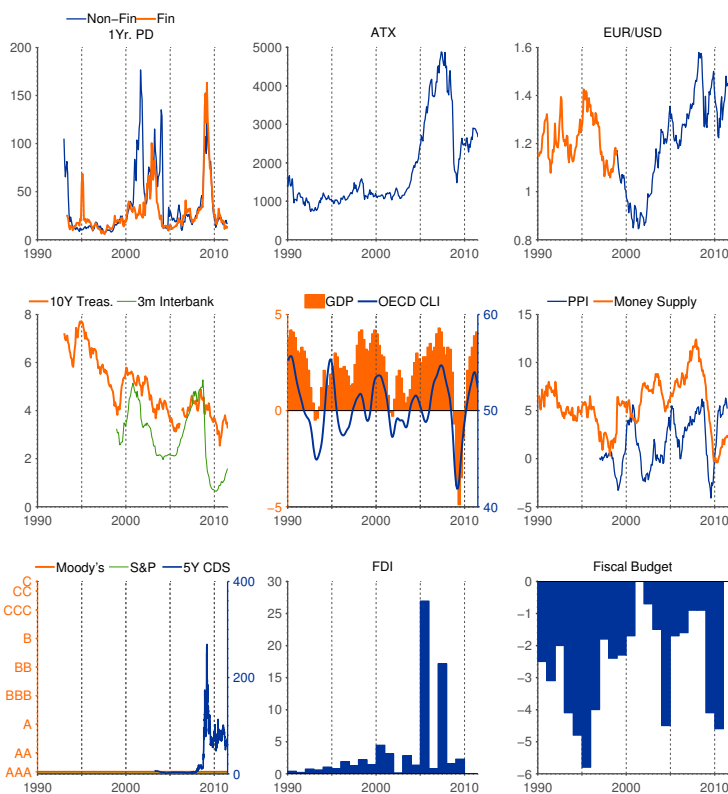 Non−Fin Fin
1Yr. PD ATX EUR/USD
200 5000 1.6
150 4000 1.4
100 3000 1.2
50 2000 1
1000
0 0 0.8
1990 2000 2010 1990 2000 2010 1990 2000 2010
10Y Treas. 3m Interbank GDP OECD CLI PPI Money Supply
8 5 60 15
6 10
4 0 50 5
2 0
0 −5 40 −5
1990 2000 2010 1990 2000 2010 1990 2000 2010
Moody's S&P 5Y CDS FDI Fiscal Budget
C 400 30 0
CC
CCC 25 −1
B 20 −2
BB 200 15 −3
BBB
A 10 −4
AA 5 −5
AAA 0 0 −6
1990 2000 2010 1990 2000 2010 1990 2000 2010